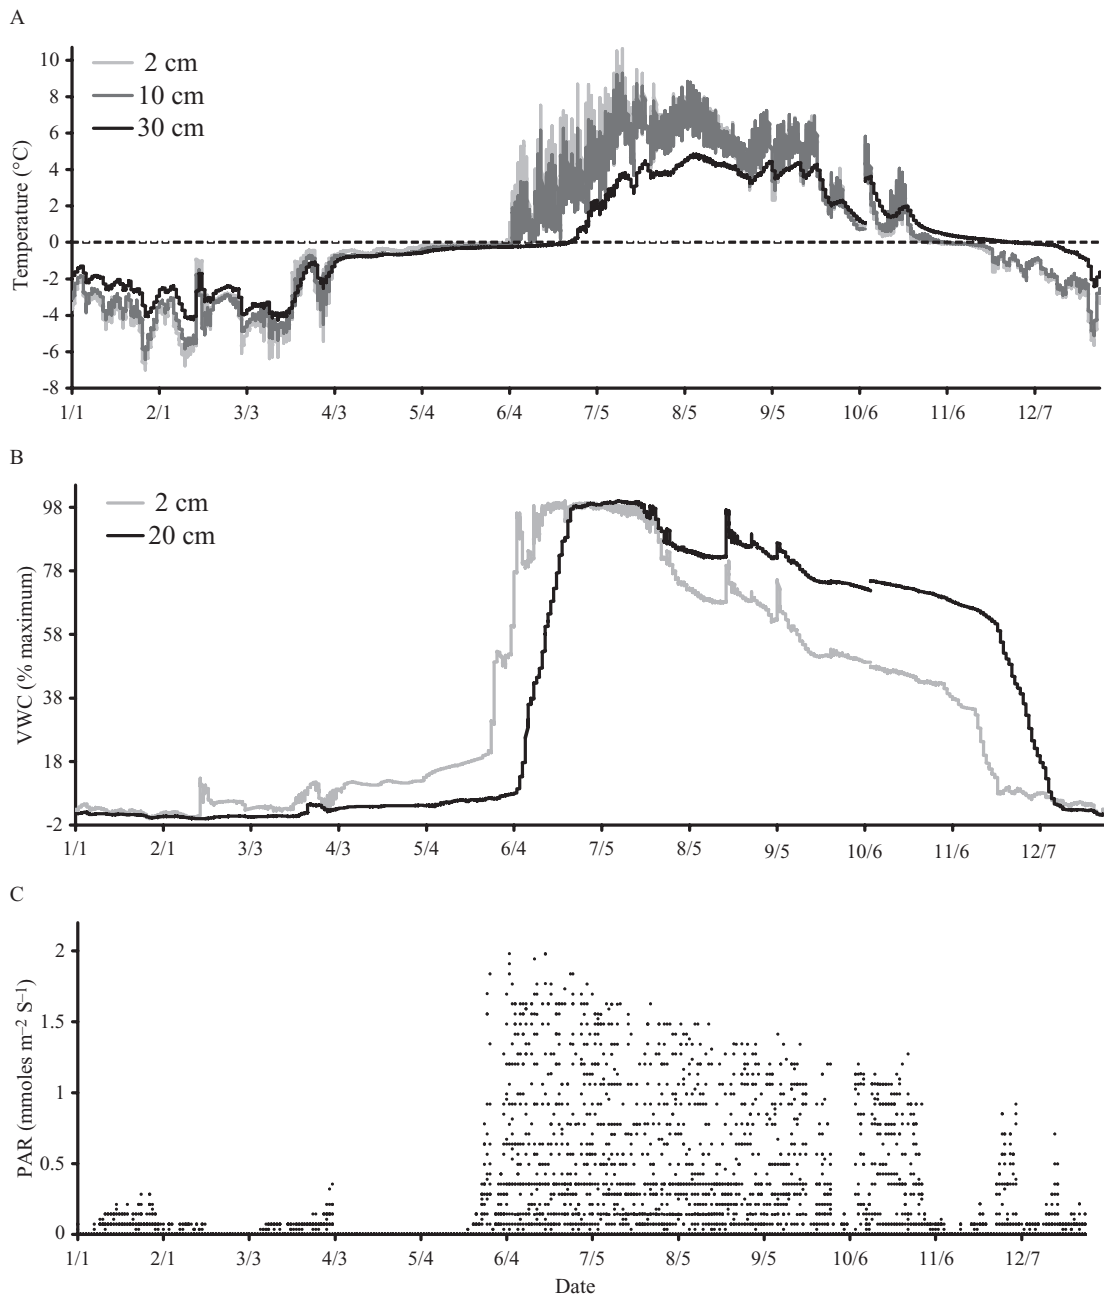 A
10
8
6
4
2
0
-2
-4
-6
-8
Temperature (°C)
2 cm
10 cm
30 cm
1/1 2/1 3/3 4/3 5/4 6/4 7/5 8/5 9/5 10/6 11/6 12/7
B
98
78
58
38
18
-2
VWC (% maximum)
2 cm
20 cm
1/1 2/1 3/3 4/3 5/4 6/4 7/5 8/5 9/5 10/6 11/6 12/7
C
2
1.5
1
0.5
0
PAR (mmoles m⁻² S⁻¹)
1/1 2/1 3/3 4/3 5/4 6/4 7/5 8/5 9/5 10/6 11/6 12/7
Date